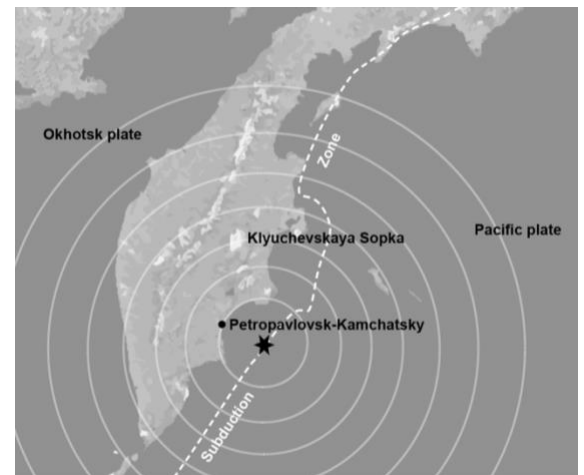 Okhotsk plate
Zone
Pacific plate
Klyuchevskaya Sopka
Petropavlovsk-Kamchatsky
Subduction